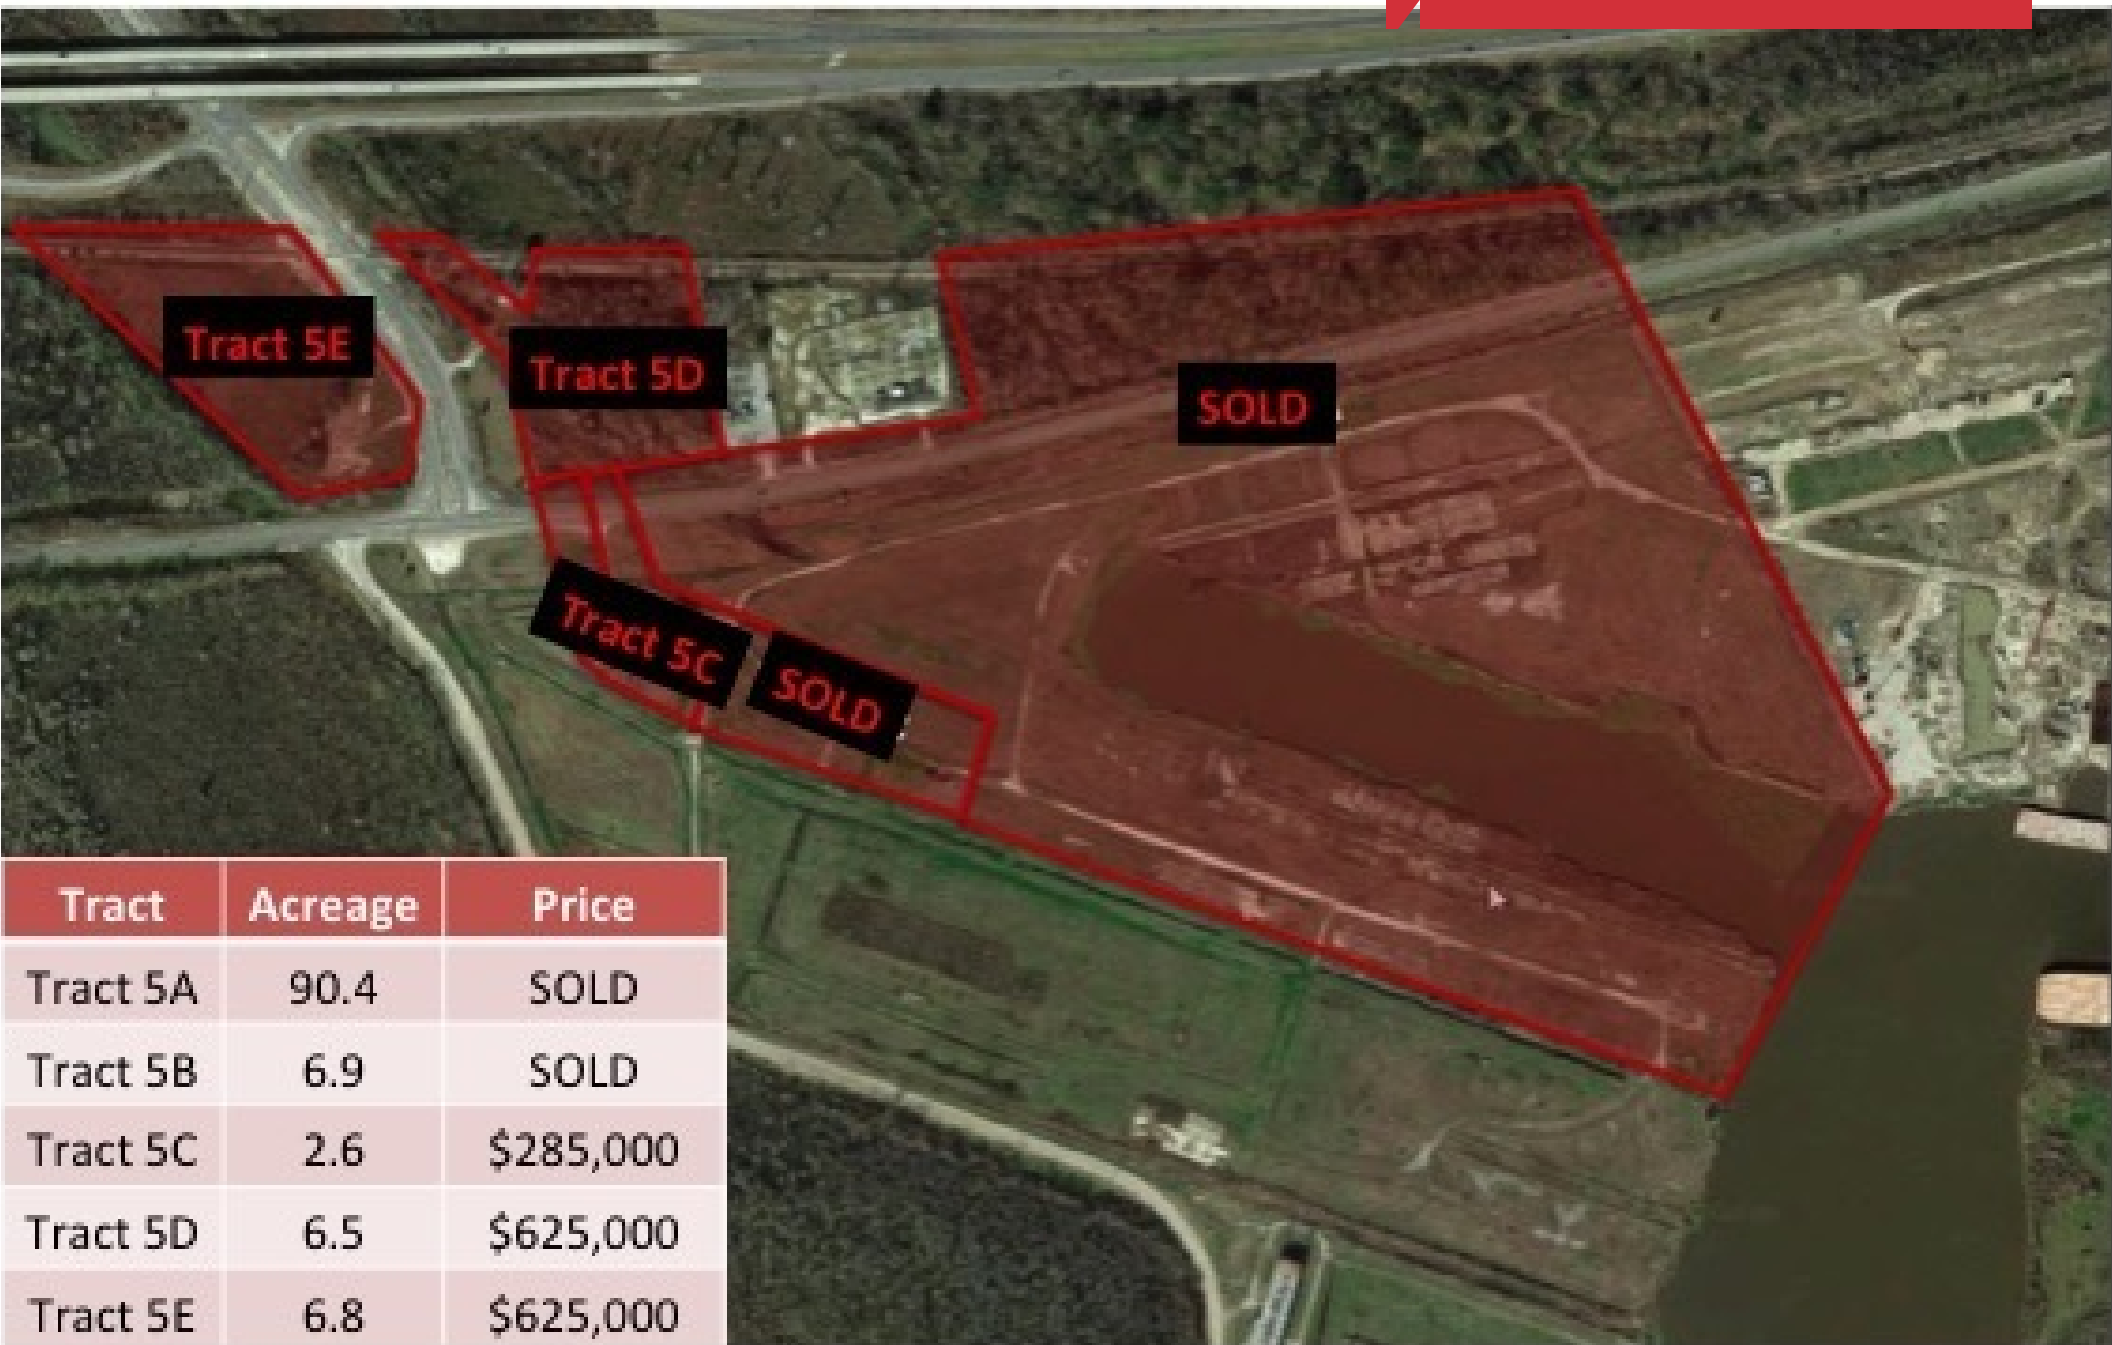 Tract 5E
Tract 5D
SOLD
Tract 5C
SOLD
Tract Acreage Price
Tract 5A 90.4 SOLD
Tract 5B 6.9 SOLD
Tract 5C 2.6 $285,000
Tract 5D 6.5 $625,000
Tract 5E 6.8 $625,000